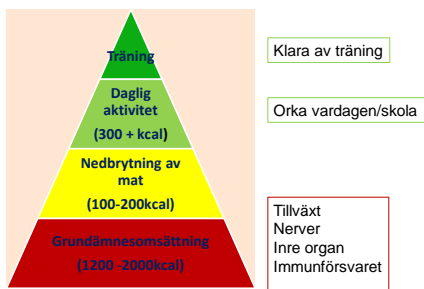 Träning
Klara av träning
Daglig
aktivitet
(300 + kcal)
Orka vardagen/skola
Nedbrytning av
mat
(100-200kcal)
Grundämnesomsättning
(1200 -2000kcal)
Tillväxt
Nerver
Inre organ
Immunförsvaret